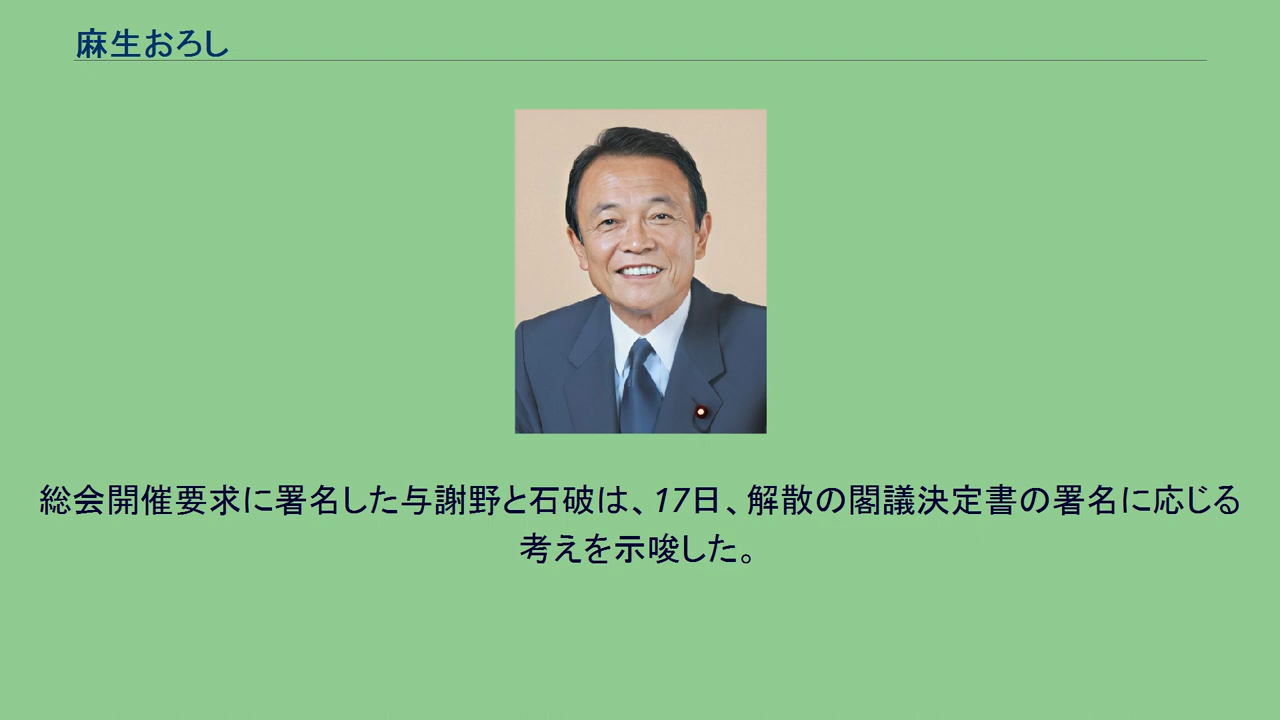 麻生おろし
総会開催要求に署名した与謝野と石破は、17日、解散の閣議決定書の署名に応じる
考えを示唆した。